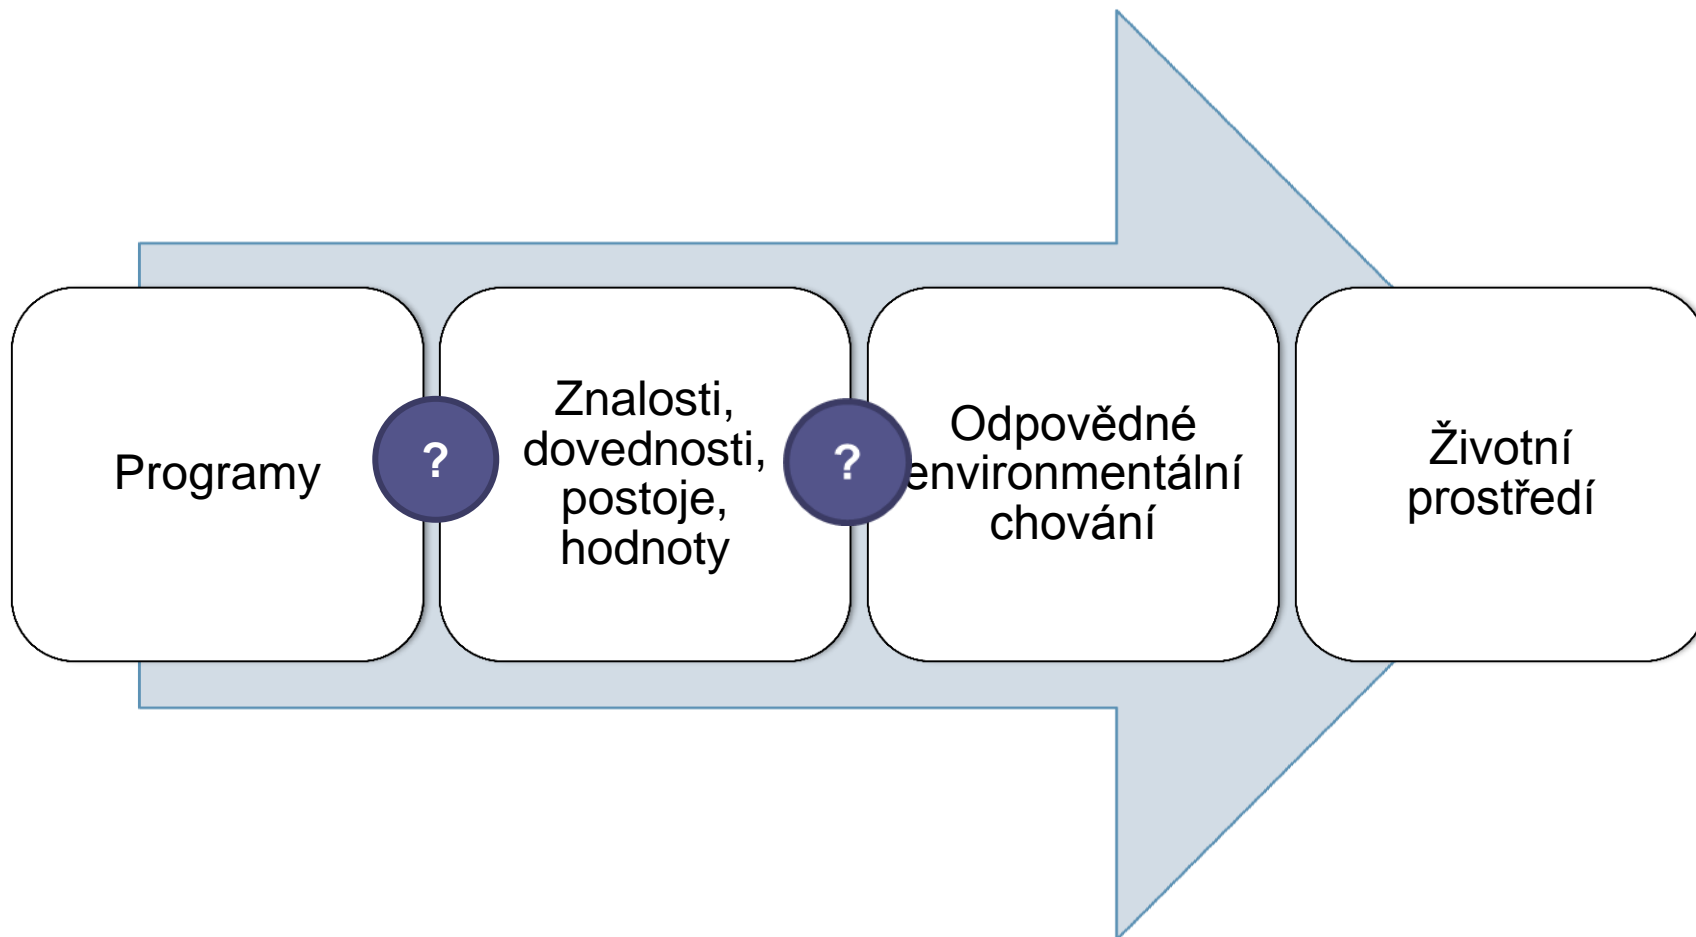 Programy
?
Znalosti,
dovednosti,
postoje,
hodnoty
?
Odpovědné
environmentální
chování
Životní
prostředí